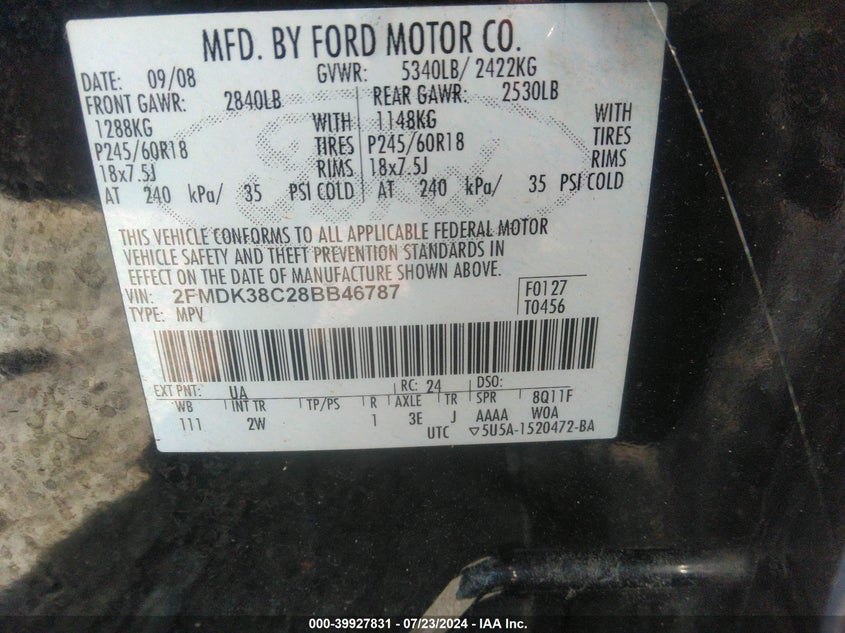 MFD. BY FORD MOTOR CO.
DATE: 09/08 GVWR: 5340LB/ 2422KG
FRONT GAWR: 2840LB REAR GAWR: 2530LB
1288KG WITH 1148KG WITH
P245/60R18 TIRES P245/60R18 TIRES
18x7.5J RIMS 18x7.5J RIMS
AT 240 kPa/ 35 PSI COLD AT 240 kPa/ 35 PSI COLD
THIS VEHICLE CONFORMS TO ALL APPLICABLE FEDERAL MOTOR
VEHICLE SAFETY AND THEFT PREVENTION STANDARDS IN
EFFECT ON THE DATE OF MANUFACTURE SHOWN ABOVE.
VIN: 2FMDK38C28BB46787 F0127
TYPE: MPV T0456
EXT PNT: UA RC: 24 DSO:
WB INT TR TP/PS R AXLE TR SPR 8Q11F
111 2W 1 3E J AAAA W0A
UTC ▽5U5A-1520472-BA
000-39927831 - 07/23/2024 - IAA Inc.